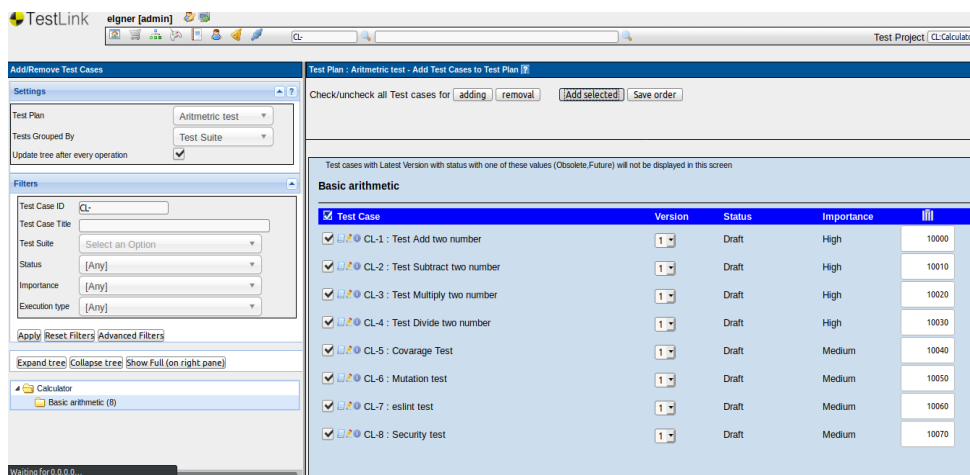 TestLink
elgner [admin]
CL-
Test Project CL:Calculato
Add/Remove Test Cases
Settings
Test Plan Aritmetric test
Tests Grouped By Test Suite
Update tree after every operation
Filters
Test Case ID CL-
Test Case Title
Test Suite Select an Option
Status [Any]
Importance [Any]
Execution type [Any]
Apply Reset Filters Advanced Filters
Expand tree Collapse tree Show Full (on right pane)
Calculator
Basic arithmetic (8)
Waiting for 0.0.0.0...
Test Plan : Aritmetric test - Add Test Cases to Test Plan ?
Check/uncheck all Test cases for adding removal Add selected Save order
Test cases with Latest Version with status with one of these values (Obsolete,Future) will not be displayed in this screen
Basic arithmetic
Test Case Version Status Importance
CL-1 : Test Add two number 1 Draft High 10000
CL-2 : Test Subtract two number 1 Draft High 10010
CL-3 : Test Multiply two number 1 Draft High 10020
CL-4 : Test Divide two number 1 Draft High 10030
CL-5 : Covarage Test 1 Draft Medium 10040
CL-6 : Mutation test 1 Draft Medium 10050
CL-7 : eslint test 1 Draft Medium 10060
CL-8 : Security test 1 Draft Medium 10070